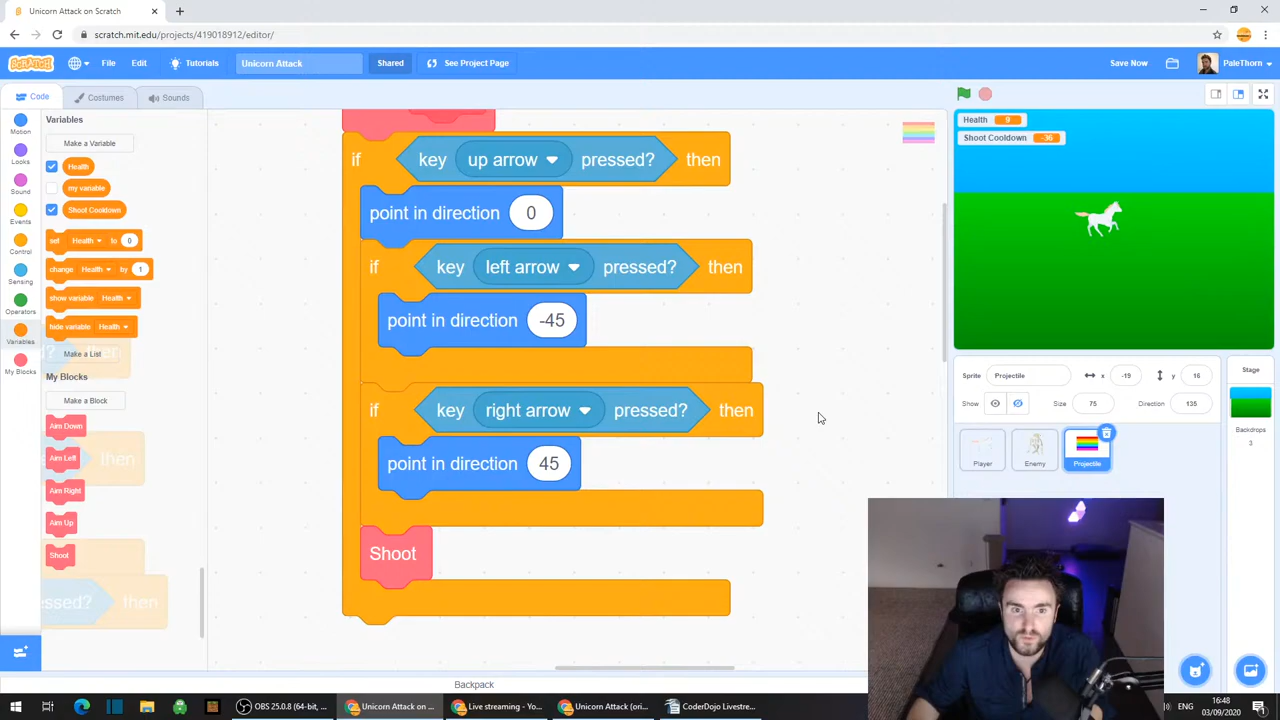 Unicorn Attack on Scratch
scratch.mit.edu/projects/419018912/editor/
SCRATCH
File
Edit
Tutorials
Unicorn Attack
Shared
See Project Page
Save Now
PaleThorn
Code
Costumes
Sounds
Motion
Looks
Sound
Events
Control
Sensing
Operators
Variables
My Blocks
Variables
Make a Variable
Health
my variable
Shoot Cooldown
set Health to 0
change Health by 1
show variable Health
hide variable Health
Make a List
My Blocks
Make a Block
Aim Down
Aim Left
Aim Right
Aim Up
Shoot
then
essed? then
if key up arrow pressed? then
point in direction 0
if key left arrow pressed? then
point in direction -45
if key right arrow pressed? then
point in direction 45
Shoot
Backpack
Health 9
Shoot Cooldown -36
Sprite Projectile x -19 y 16
Show Size 75 Direction 135
Player
Enemy
Projectile
Stage
Backdrops
3
OBS 25.0.8 (64-bit, ...
Unicorn Attack on ...
Live streaming - Yo...
Unicorn Attack (ori...
CoderDojo Livestre...
16:48
03/09/2020